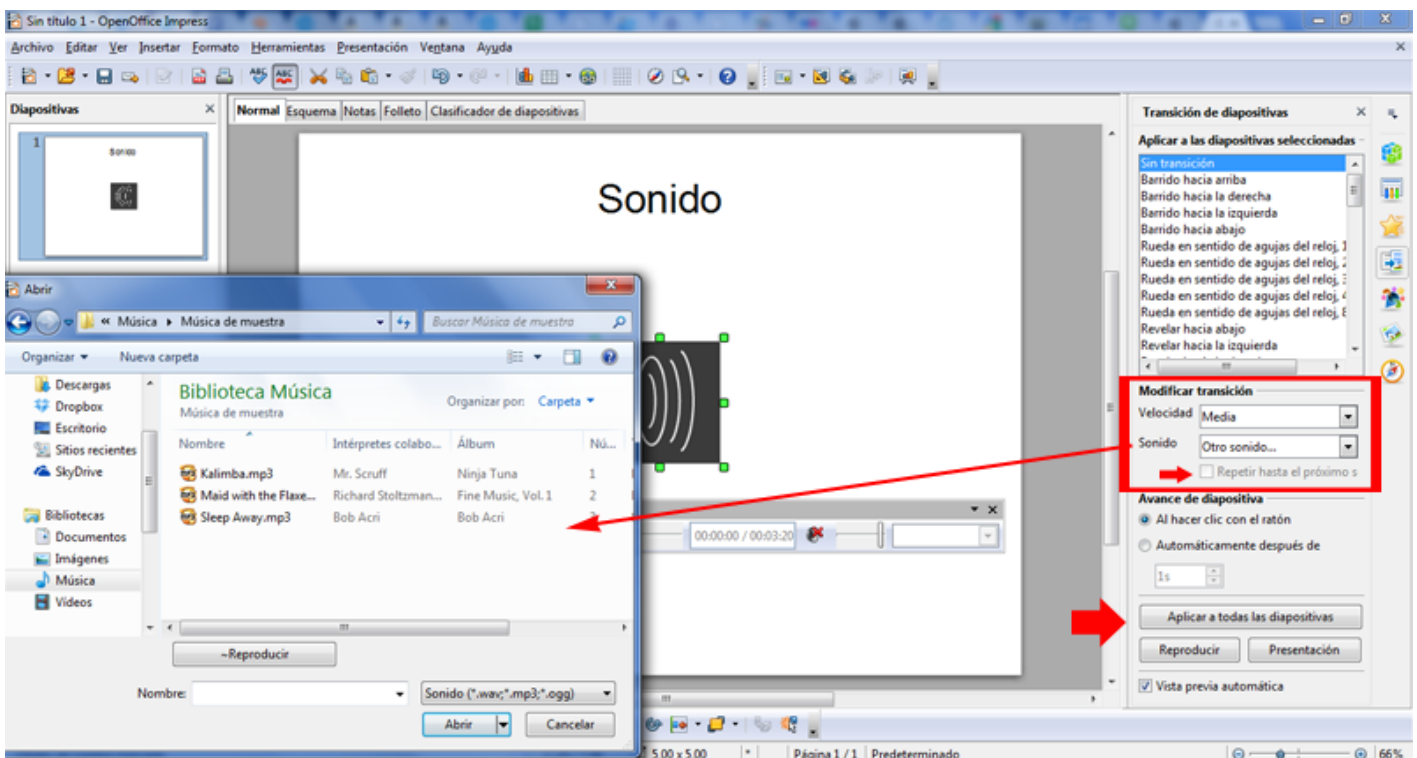 Sin título 1 - OpenOffice Impress
Archivo Editar Ver Insertar Formato Herramientas Presentación Ventana Ayuda
Diapositivas
Normal Esquema Notas Folleto Clasificador de diapositivas
1
Sonido
Sonido
Transición de diapositivas
Aplicar a las diapositivas seleccionadas
Sin transición
Barrido hacia arriba
Barrido hacia la derecha
Barrido hacia la izquierda
Barrido hacia abajo
Rueda en sentido de agujas del reloj, 1
Rueda en sentido de agujas del reloj, 2
Rueda en sentido de agujas del reloj, 3
Rueda en sentido de agujas del reloj, 4
Rueda en sentido de agujas del reloj,
Revelar hacia abajo
Revelar hacia la izquierda
Modificar transición
Velocidad Media
Sonido Otro sonido...
Repetir hasta el próximo s
Avance de diapositiva
Al hacer clic con el ratón
Automáticamente después de
1s
Aplicar a todas las diapositivas
Reproducir Presentación
Vista previa automática
Abrir
« Música Música de muestra Buscar Música de muestra
Organizar Nueva carpeta
Descargas
Dropbox
Escritorio
Sitios recientes
SkyDrive
Bibliotecas
Documentos
Imágenes
Música
Vídeos
Biblioteca Música
Música de muestra
Organizar por: Carpeta
Nombre Intérpretes colabo... Álbum Nú...
Kalimba.mp3 Mr. Scruff Ninja Tuna 1
Maid with the Flaxe... Richard Stoltzman... Fine Music, Vol. 1 2
Sleep Away.mp3 Bob Acri Bob Acri
~Reproducir
Nombre: Sonido (*.wav;*.mp3;*.ogg)
Abrir Cancelar
00:00:00 / 00:03:20
5,00 x 5,00 * Página 1 / 1 Predeterminado 66%